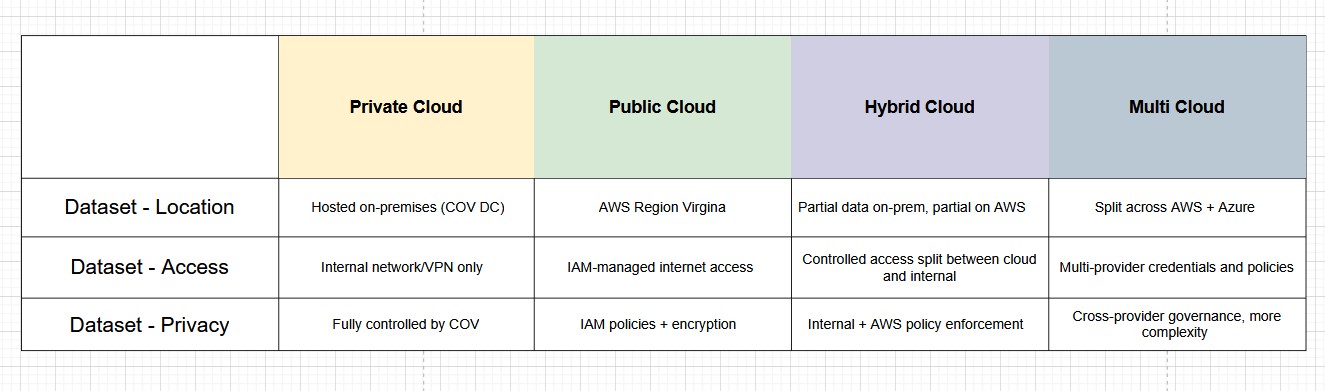 Private Cloud
Public Cloud
Hybrid Cloud
Multi Cloud
Dataset - Location
Hosted on-premises (COV DC)
AWS Region Virgina
Partial data on-prem, partial on AWS
Split across AWS + Azure
Dataset - Access
Internal network/VPN only
IAM-managed internet access
Controlled access split between cloud
and internal
Multi-provider credentials and policies
Dataset - Privacy
Fully controlled by COV
IAM policies + encryption
Internal + AWS policy enforcement
Cross-provider governance, more
complexity